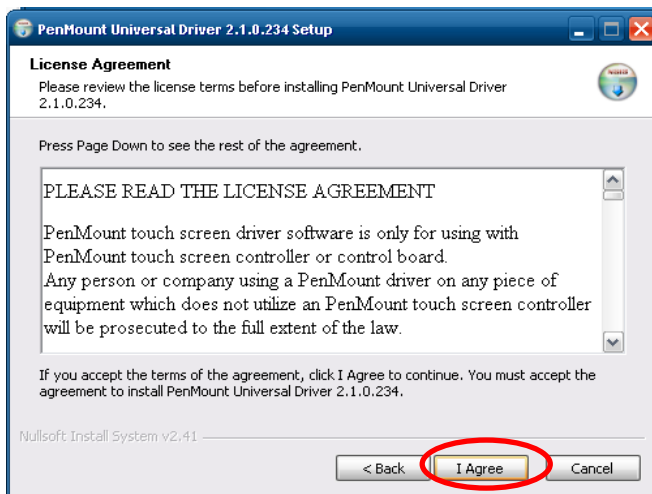 PenMount Universal Driver 2.1.0.234 Setup
License Agreement
Please review the license terms before installing PenMount Universal Driver
2.1.0.234.
Press Page Down to see the rest of the agreement.
PLEASE READ THE LICENSE AGREEMENT
PenMount touch screen driver software is only for using with
PenMount touch screen controller or control board.
Any person or company using a PenMount driver on any piece of
equipment which does not utilize an PenMount touch screen controller
will be prosecuted to the full extent of the law.
If you accept the terms of the agreement, click I Agree to continue. You must accept the
agreement to install PenMount Universal Driver 2.1.0.234.
Nullsoft Install System v2.41
< Back I Agree Cancel